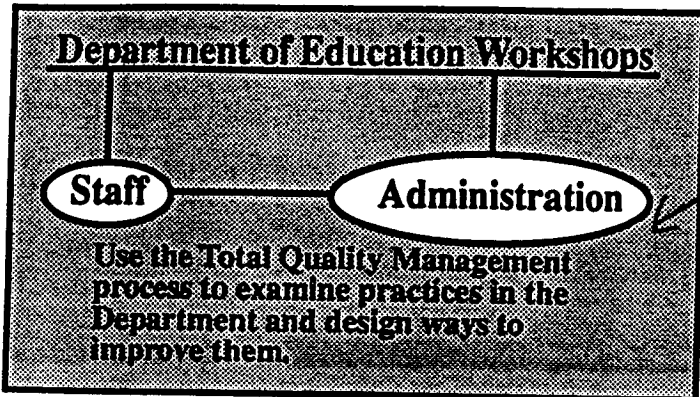 Department of Education Workshops
Staff
Administration
Use the Total Quality Management
process to examine practices in the
Department and design ways to
improve them.